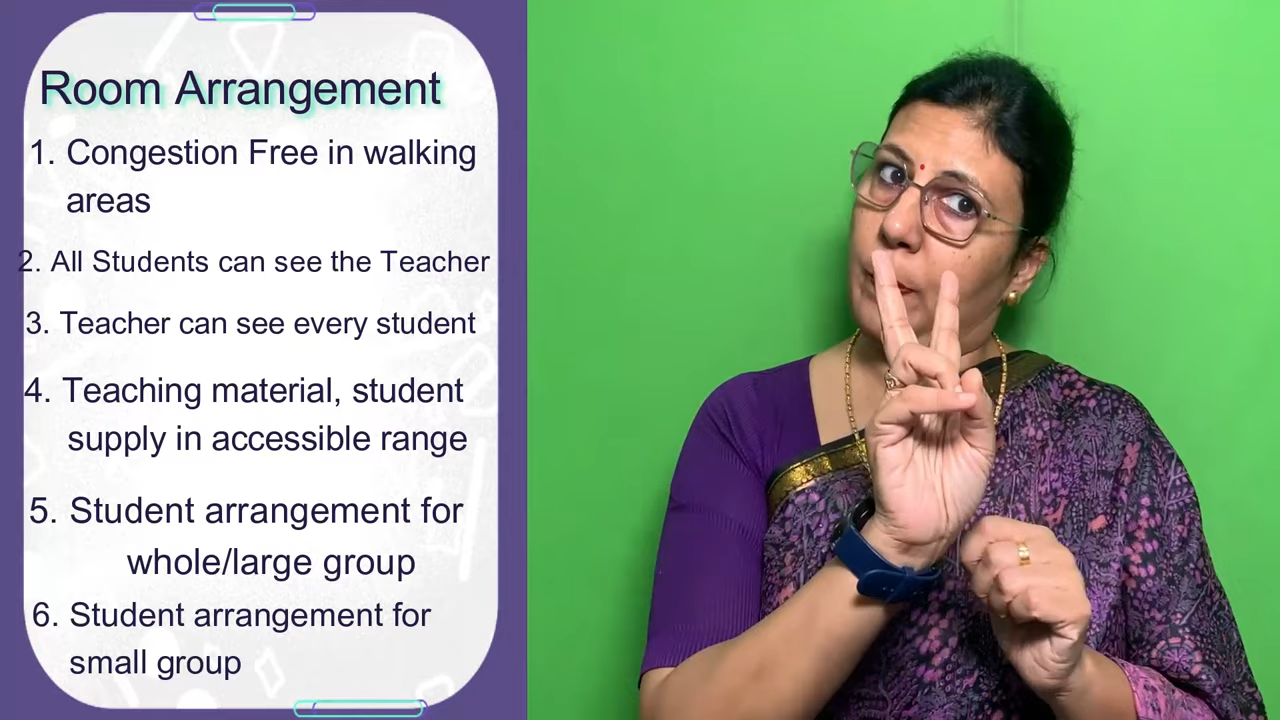 Room Arrangement
1. Congestion Free in walking
areas
2. All Students can see the Teacher
3. Teacher can see every student
4. Teaching material, student
supply in accessible range
5. Student arrangement for
whole/large group
6. Student arrangement for
small group